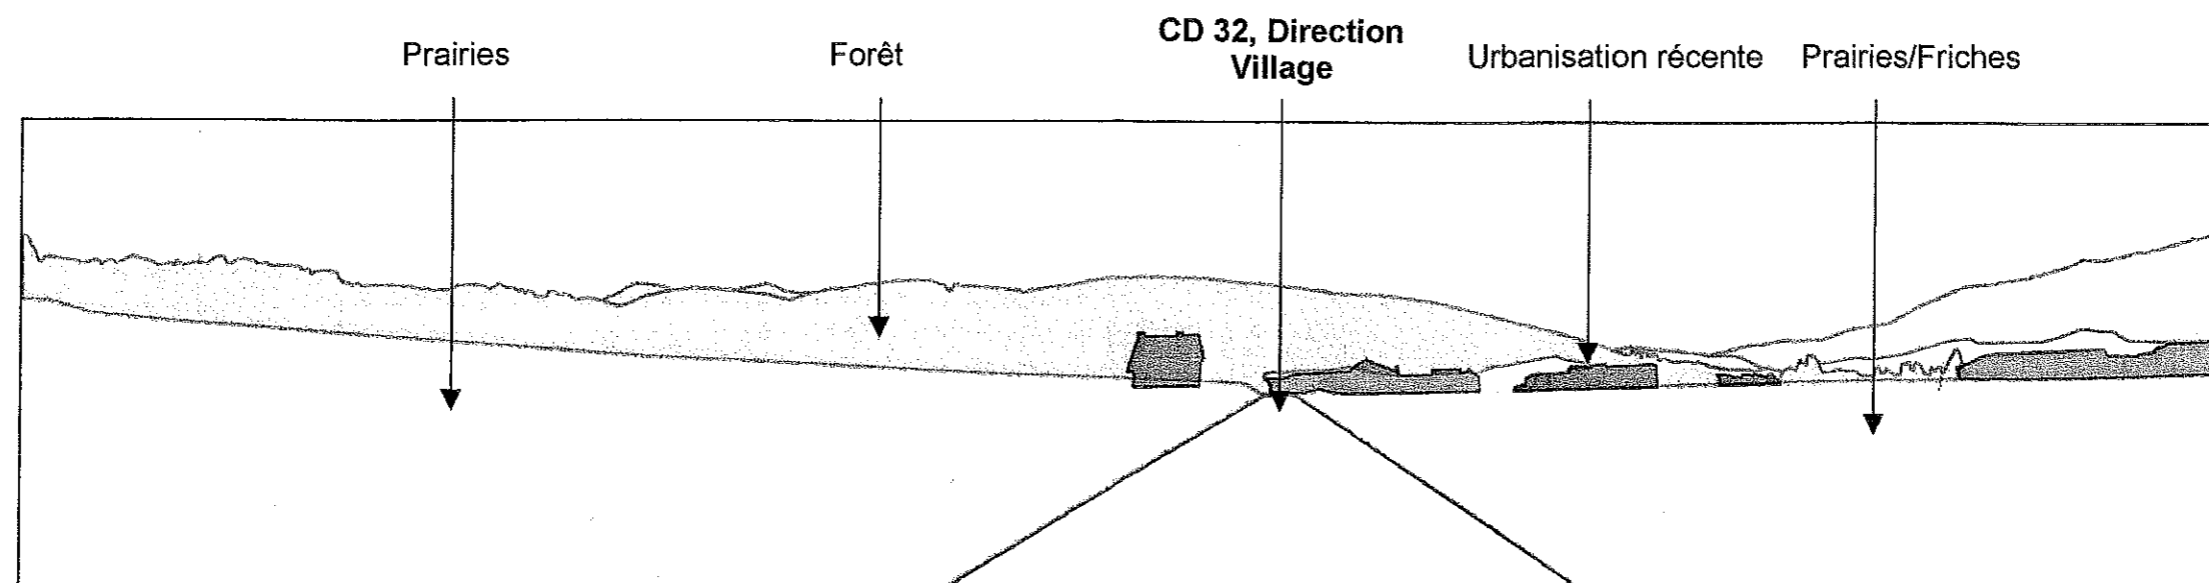 Prairies
Forêt
CD 32, Direction
Village
Urbanisation récente
Prairies/Friches